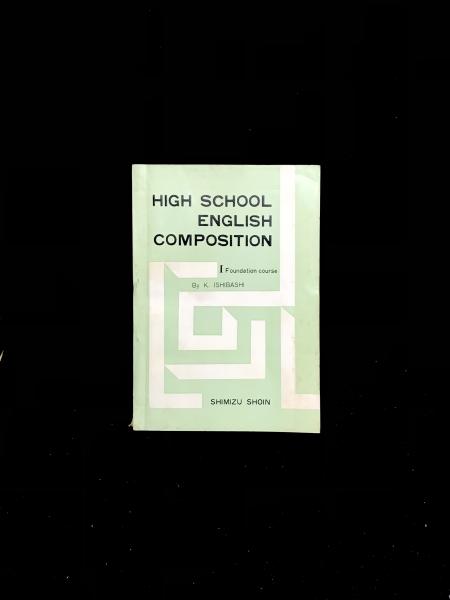 HIGH SCHOOL
ENGLISH
COMPOSITION
I Foundation course
By K. ISHIBASHI
SHIMIZU SHOIN